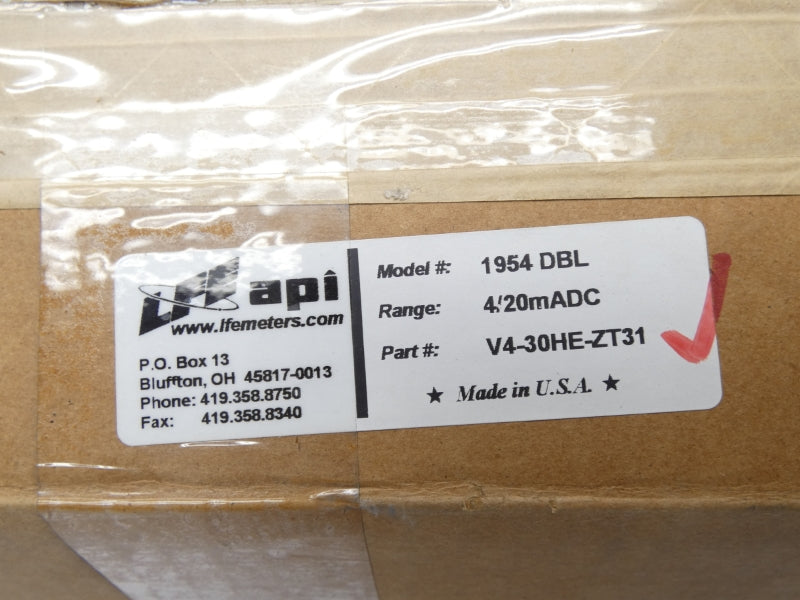 LFE api
www.lfemeters.com
P.O. Box 13
Bluffton, OH 45817-0013
Phone: 419.358.8750
Fax: 419.358.8340
Model #: 1954 DBL
Range: 4/20mADC
Part #: V4-30HE-ZT31
★ Made in U.S.A. ★